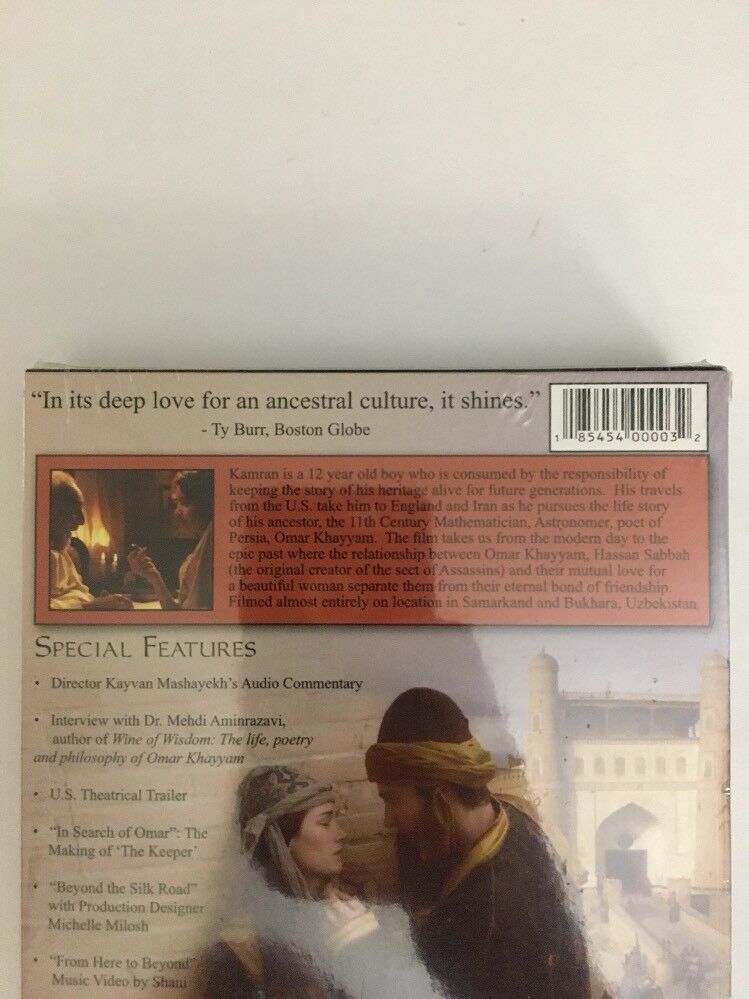 “In its deep love for an ancestral culture, it shines.”
- Ty Burr, Boston Globe
1 85454 00003 2
Kamran is a 12 year old boy who is consumed by the responsibility of
keeping the story of his heritage alive for future generations. His travels
from the U.S. take him to England and Iran as he pursues the life story
of his ancestor, the 11th Century Mathematician, Astronomer, poet of
Persia, Omar Khayyam. The film takes us from the modern day to the
epic past where the relationship between Omar Khayyam, Hassan Sabbah
(the original creator of the sect of Assassins) and their mutual love for
a beautiful woman separate them from their eternal bond of friendship.
Filmed almost entirely on location in Samarkand and Bukhara, Uzbekistan
SPECIAL FEATURES
• Director Kayvan Mashayekh's Audio Commentary
• Interview with Dr. Mehdi Aminrazavi,
author of Wine of Wisdom: The life, poetry
and philosophy of Omar Khayyam
• U.S. Theatrical Trailer
• “In Search of Omar”: The
Making of ‘The Keeper’
• “Beyond the Silk Road”
with Production Designer
Michelle Milosh
• “From Here to Beyond”
Music Video by Shani